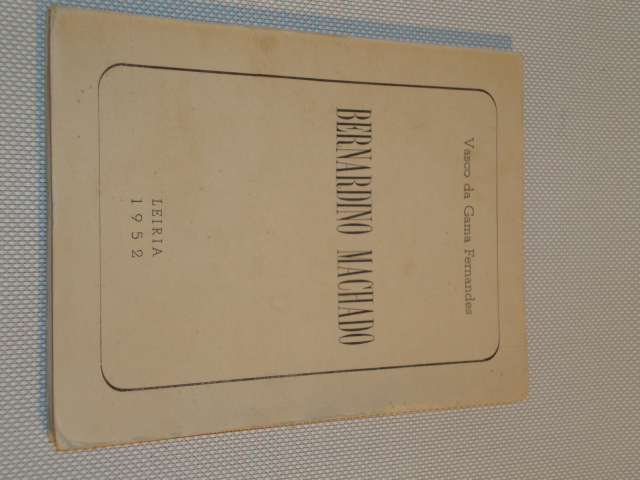 Vasco da Gama Fernandes
BERNARDINO MACHADO
LEIRIA
1952